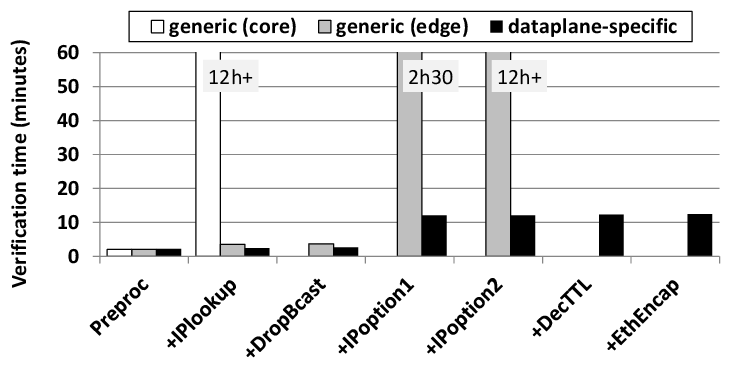 generic (core) generic (edge) dataplane-specific
Verification time (minutes)
60
50
40
30
20
10
0
12h+ 2h30 12h+
Preproc
+IPlookup
+DropBcast
+IPoption1
+IPoption2
+DecTTL
+EthEncap